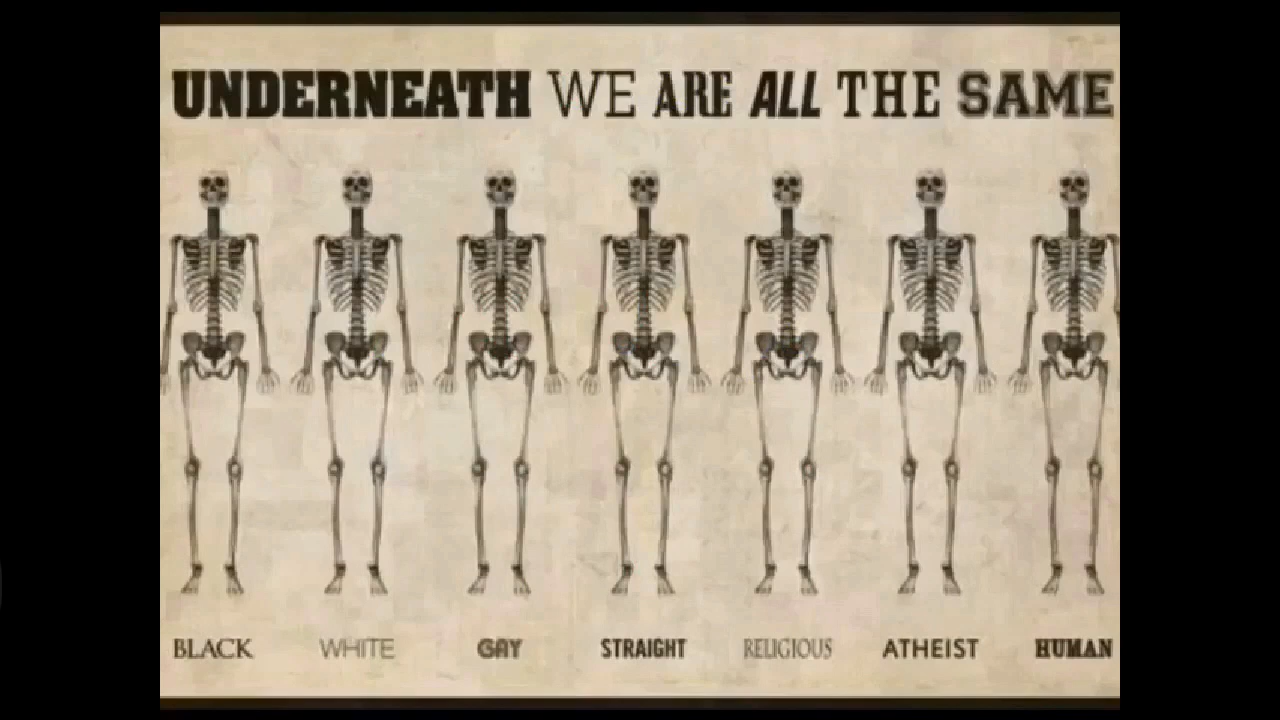 UNDERNEATH WE ARE ALL THE SAME
BLACK WHITE GAY STRAIGHT RELIGIOUS ATHEIST HUMAN